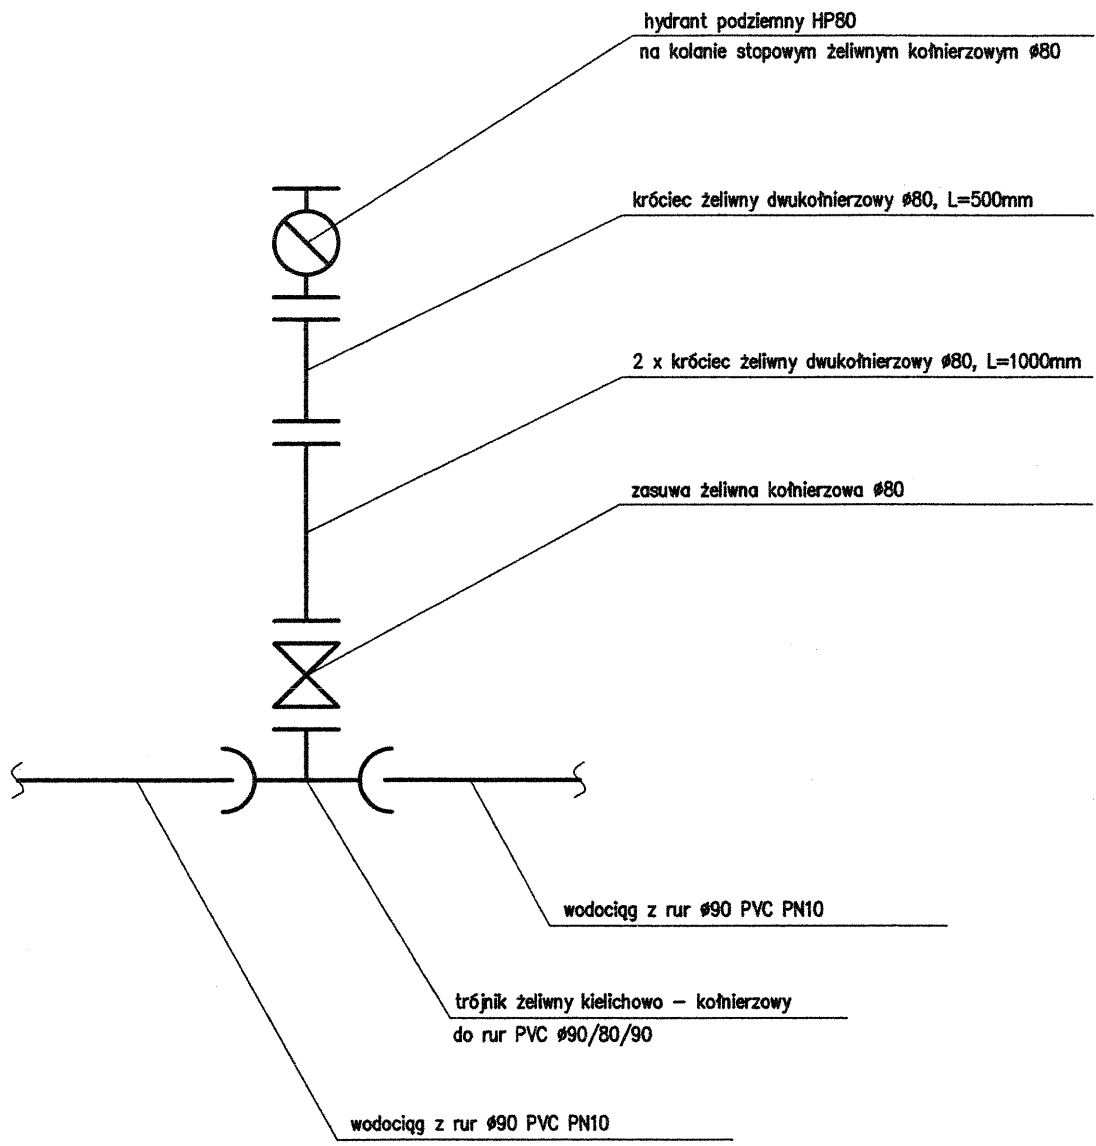 hydrant podziemny HP80
na kolanie stopowym żeliwnym kołnierzowym ø80
króciec żeliwny dwukołnierzowy ø80, L=500mm
2 x króciec żeliwny dwukołnierzowy ø80, L=1000mm
zasuwa żeliwna kołnierzowa ø80
wodociąg z rur ø90 PVC PN10
trójnik żeliwny kielichowo – kołnierzowy
do rur PVC ø90/80/90
wodociąg z rur ø90 PVC PN10